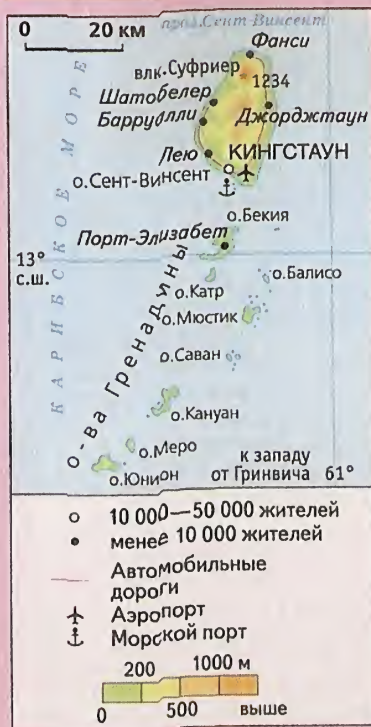 прол. Сент-Винсент
0 20 км
Фанси
влк. Суфриер
1234
Шатобелер
Барруэлли
Джорджтаун
Лею
КИНГСТАУН
о. Сент-Винсент
КАРИБСКОЕ МОРЕ
о. Бекия
Порт-Элизабет
13°
с.ш.
о. Балисо
о. Катр
о. Мюстик
о-ва Гренадины
о. Саван
о. Кануан
о. Меро
о. Юнион
к западу
от Гринвича 61°
10 000—50 000 жителей
менее 10 000 жителей
Автомобильные
дороги
Аэропорт
Морской порт
200 1000 м
0 500 выше